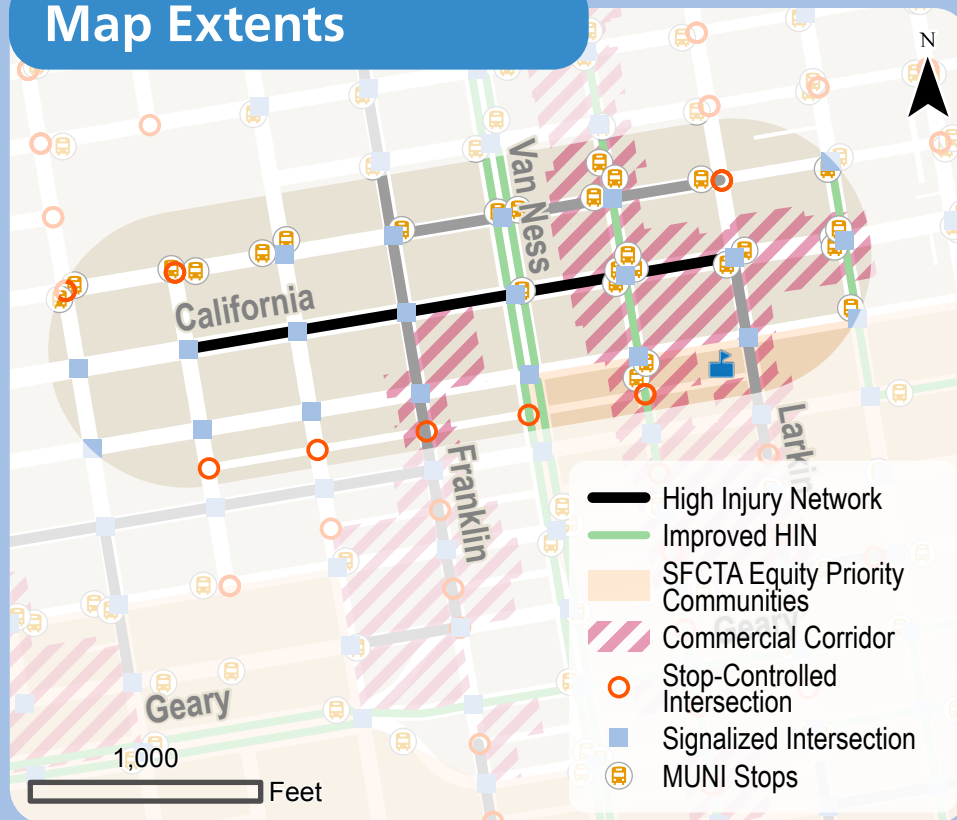 Map Extents
N
Van Ness
California
Franklin
Larkin
Geary
Geary
1,000
Feet
High Injury Network
Improved HIN
SFCTA Equity Priority
Communities
Commercial Corridor
Stop-Controlled
Intersection
Signalized Intersection
MUNI Stops